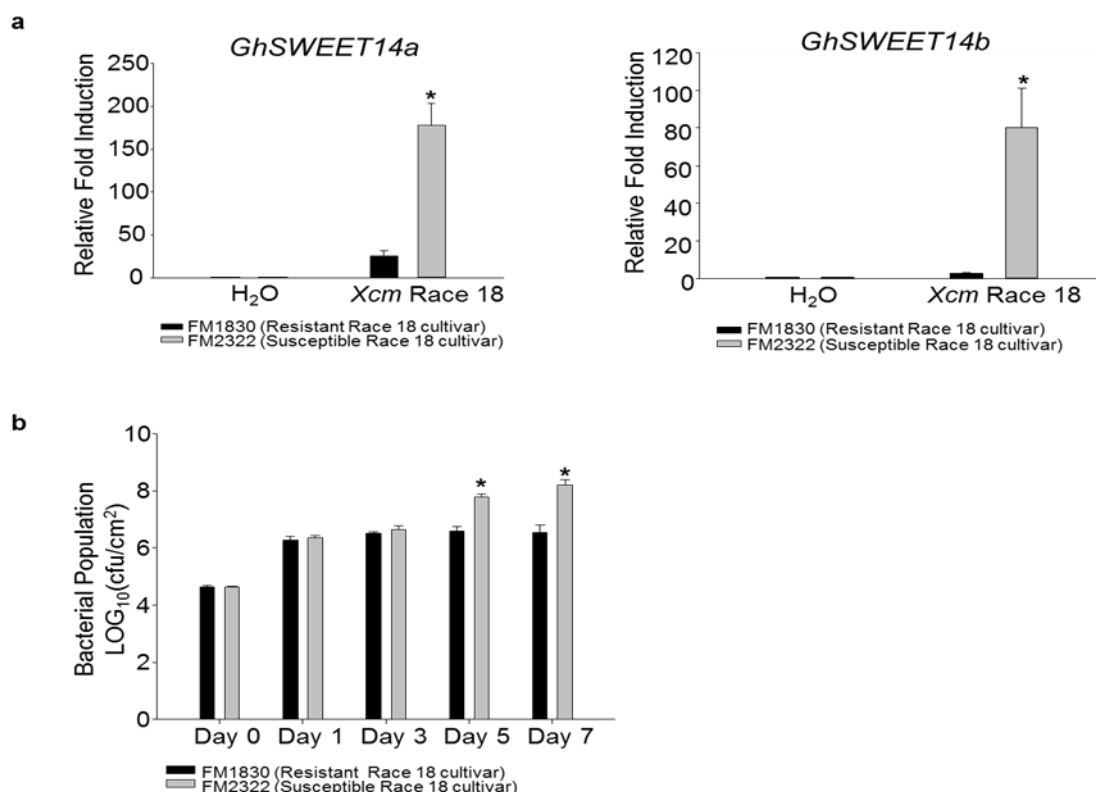 a
GhSWEET14a
250
200
150
100
50
0
Relative Fold Induction
*
H₂O
Xcm Race 18
FM1830 (Resistant Race 18 cultivar)
FM2322 (Susceptible Race 18 cultivar)
GhSWEET14b
120
100
80
60
40
20
0
Relative Fold Induction
*
H₂O
Xcm Race 18
FM1830 (Resistant Race 18 cultivar)
FM2322 (Susceptible Race 18 cultivar)
b
10
8
6
4
2
0
Bacterial Population
LOG₁₀(cfu/cm²)
*
*
Day 0
Day 1
Day 3
Day 5
Day 7
FM1830 (Resistant Race 18 cultivar)
FM2322 (Susceptible Race 18 cultivar)